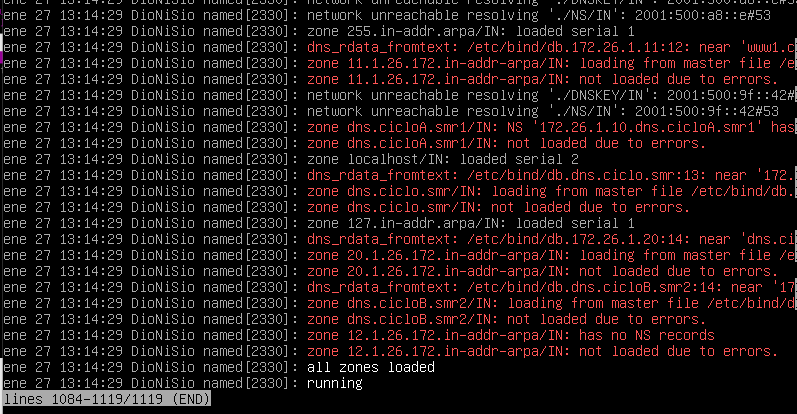 ene 27 13:14:29 DioNiSio named[2330]: network unreachable resolving './NS/IN': 2001:500:a8::e#53
ene 27 13:14:29 DioNiSio named[2330]: zone 255.in-addr.arpa/IN: loaded serial 1
ene 27 13:14:29 DioNiSio named[2330]: dns_rdata_fromtext: /etc/bind/db.172.26.1.11:12: near 'www1.c
ene 27 13:14:29 DioNiSio named[2330]: zone 11.1.26.172.in-addr-arpa/IN: loading from master file /e
ene 27 13:14:29 DioNiSio named[2330]: zone 11.1.26.172.in-addr-arpa/IN: not loaded due to errors.
ene 27 13:14:29 DioNiSio named[2330]: network unreachable resolving './DNSKEY/IN': 2001:500:9f::42#
ene 27 13:14:29 DioNiSio named[2330]: network unreachable resolving './NS/IN': 2001:500:9f::42#53
ene 27 13:14:29 DioNiSio named[2330]: zone dns.cicloA.smr1/IN: NS '172.26.1.10.dns.cicloA.smr1' has
ene 27 13:14:29 DioNiSio named[2330]: zone dns.cicloA.smr1/IN: not loaded due to errors.
ene 27 13:14:29 DioNiSio named[2330]: zone localhost/IN: loaded serial 2
ene 27 13:14:29 DioNiSio named[2330]: dns_rdata_fromtext: /etc/bind/db.dns.ciclo.smr:13: near '172.
ene 27 13:14:29 DioNiSio named[2330]: zone dns.ciclo.smr/IN: loading from master file /etc/bind/db.
ene 27 13:14:29 DioNiSio named[2330]: zone dns.ciclo.smr/IN: not loaded due to errors.
ene 27 13:14:29 DioNiSio named[2330]: zone 127.in-addr.arpa/IN: loaded serial 1
ene 27 13:14:29 DioNiSio named[2330]: dns_rdata_fromtext: /etc/bind/db.172.26.1.20:14: near 'dns.ci
ene 27 13:14:29 DioNiSio named[2330]: zone 20.1.26.172.in-addr-arpa/IN: loading from master file /e
ene 27 13:14:29 DioNiSio named[2330]: zone 20.1.26.172.in-addr-arpa/IN: not loaded due to errors.
ene 27 13:14:29 DioNiSio named[2330]: dns_rdata_fromtext: /etc/bind/db.dns.cicloB.smr2:14: near '17
ene 27 13:14:29 DioNiSio named[2330]: zone dns.cicloB.smr2/IN: loading from master file /etc/bind/d
ene 27 13:14:29 DioNiSio named[2330]: zone dns.cicloB.smr2/IN: not loaded due to errors.
ene 27 13:14:29 DioNiSio named[2330]: zone 12.1.26.172.in-addr-arpa/IN: has no NS records
ene 27 13:14:29 DioNiSio named[2330]: zone 12.1.26.172.in-addr-arpa/IN: not loaded due to errors.
ene 27 13:14:29 DioNiSio named[2330]: all zones loaded
ene 27 13:14:29 DioNiSio named[2330]: running
lines 1084-1119/1119 (END)